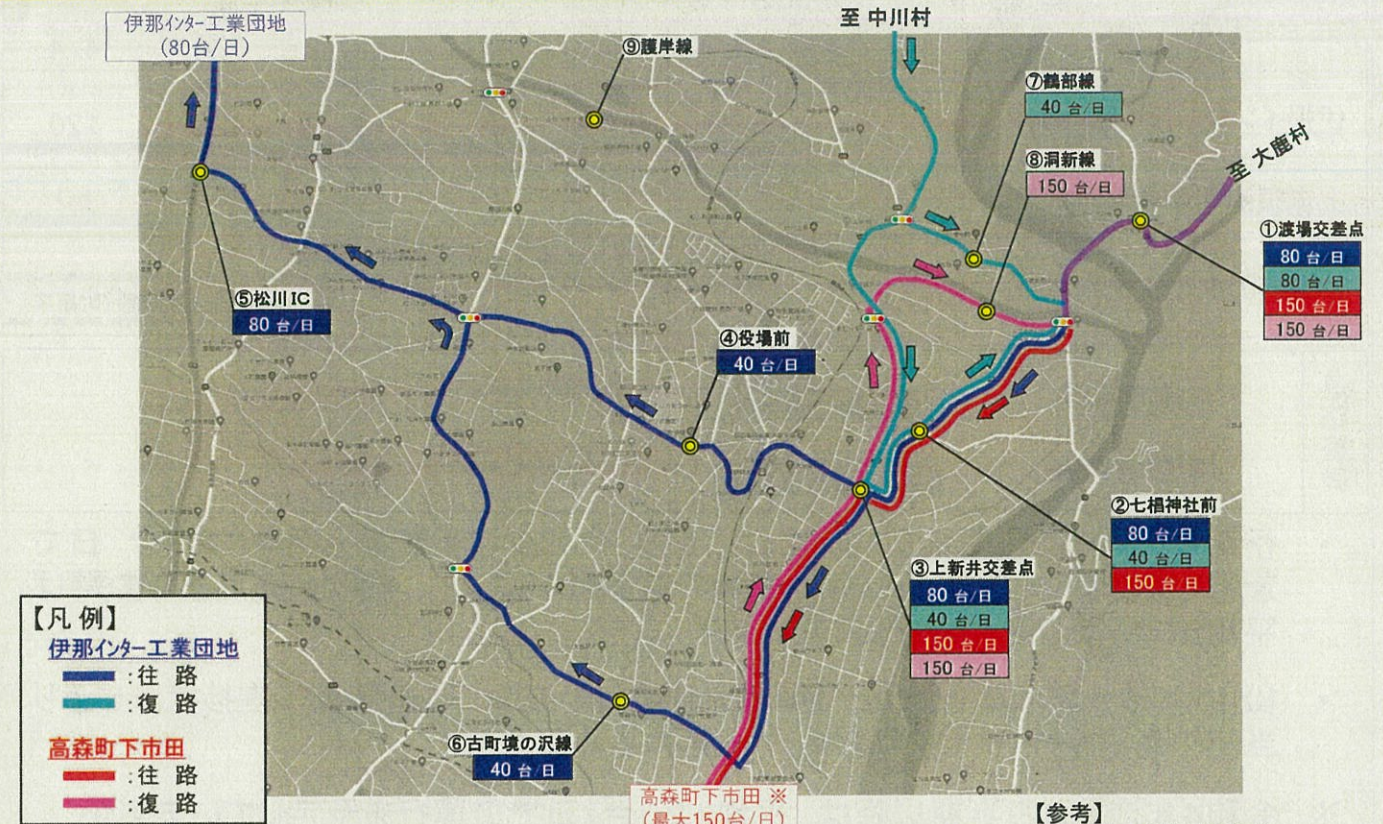 伊那インター工業団地
(80台/日)
至 中川村
⑨護岸線
⑦鶴部線
40 台/日
⑧洞新線
150 台/日
至 大鹿村
①渡場交差点
80 台/日
80 台/日
150 台/日
150 台/日
⑤松川IC
80 台/日
④役場前
40 台/日
②七椙神社前
80 台/日
40 台/日
150 台/日
③上新井交差点
80 台/日
40 台/日
150 台/日
150 台/日
⑥古町境の沢線
40 台/日
【凡 例】
伊那インター工業団地
:往 路
:復 路
高森町下市田
:往 路
:復 路
高森町下市田 ※
(最大150台/日)
【参考】